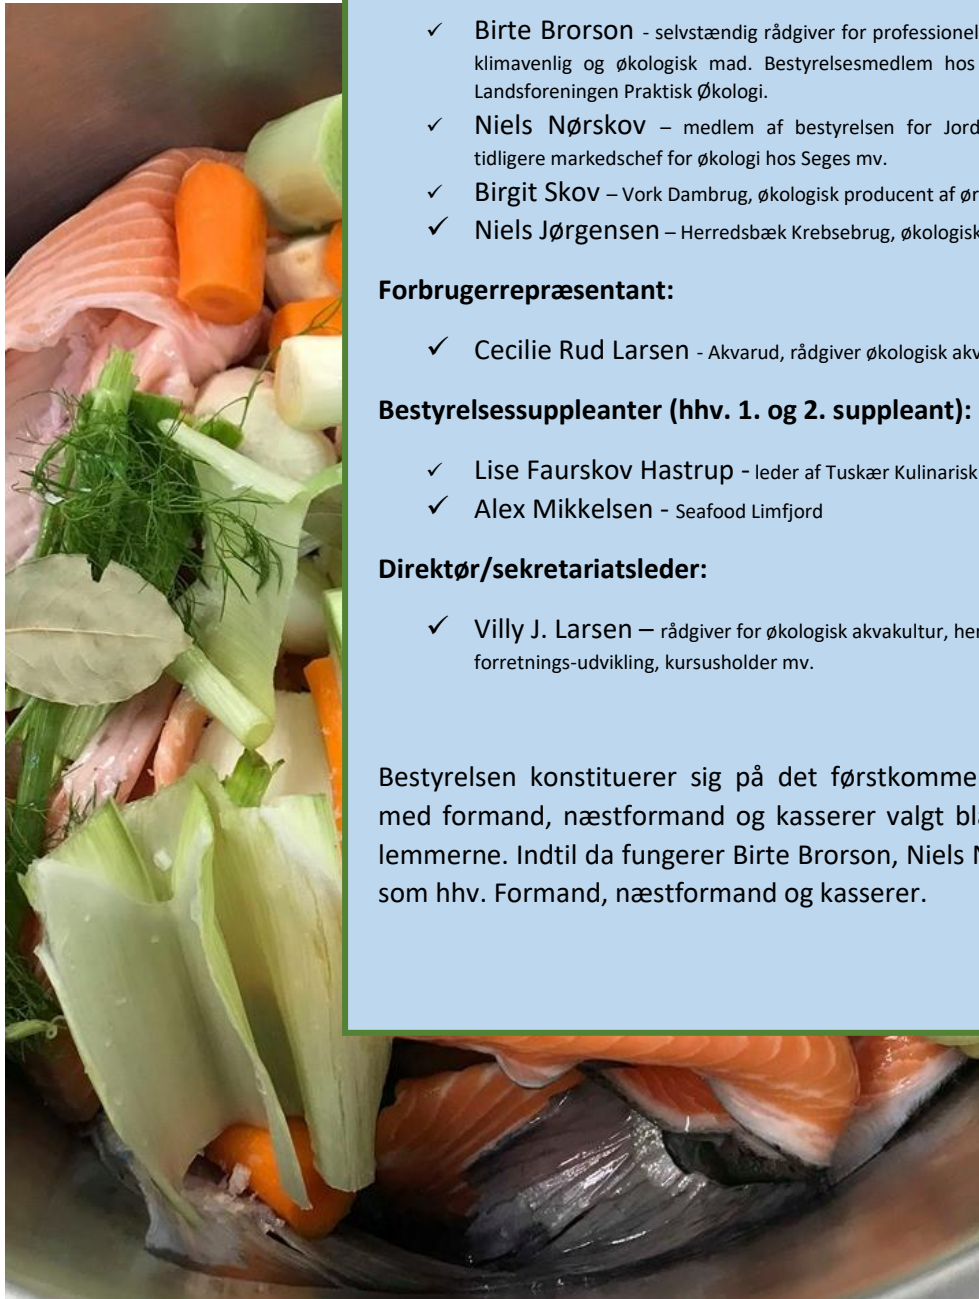 ✓ Birte Brorson - selvstændig rådgiver for professionel
klimavenlig og økologisk mad. Bestyrelsesmedlem hos
Landsforeningen Praktisk Økologi.
✓ Niels Nørskov – medlem af bestyrelsen for Jord
tidligere markedschef for økologi hos Seges mv.
✓ Birgit Skov – Vork Dambrug, økologisk producent af ør
✓ Niels Jørgensen – Herredsbæk Krebsebrug, økologisk
Forbrugerrepræsentant:
✓ Cecilie Rud Larsen - Akvarud, rådgiver økologisk akv
Bestyrelsessuppleanter (hhv. 1. og 2. suppleant):
✓ Lise Faurskov Hastrup - leder af Tuskær Kulinarisk
✓ Alex Mikkelsen - Seafood Limfjord
Direktør/sekretariatsleder:
✓ Villy J. Larsen – rådgiver for økologisk akvakultur, her
forretnings-udvikling, kursusholder mv.
Bestyrelsen konstituerer sig på det førstkomme
med formand, næstformand og kasserer valgt bla
lemmerne. Indtil da fungerer Birte Brorson, Niels N
som hhv. Formand, næstformand og kasserer.